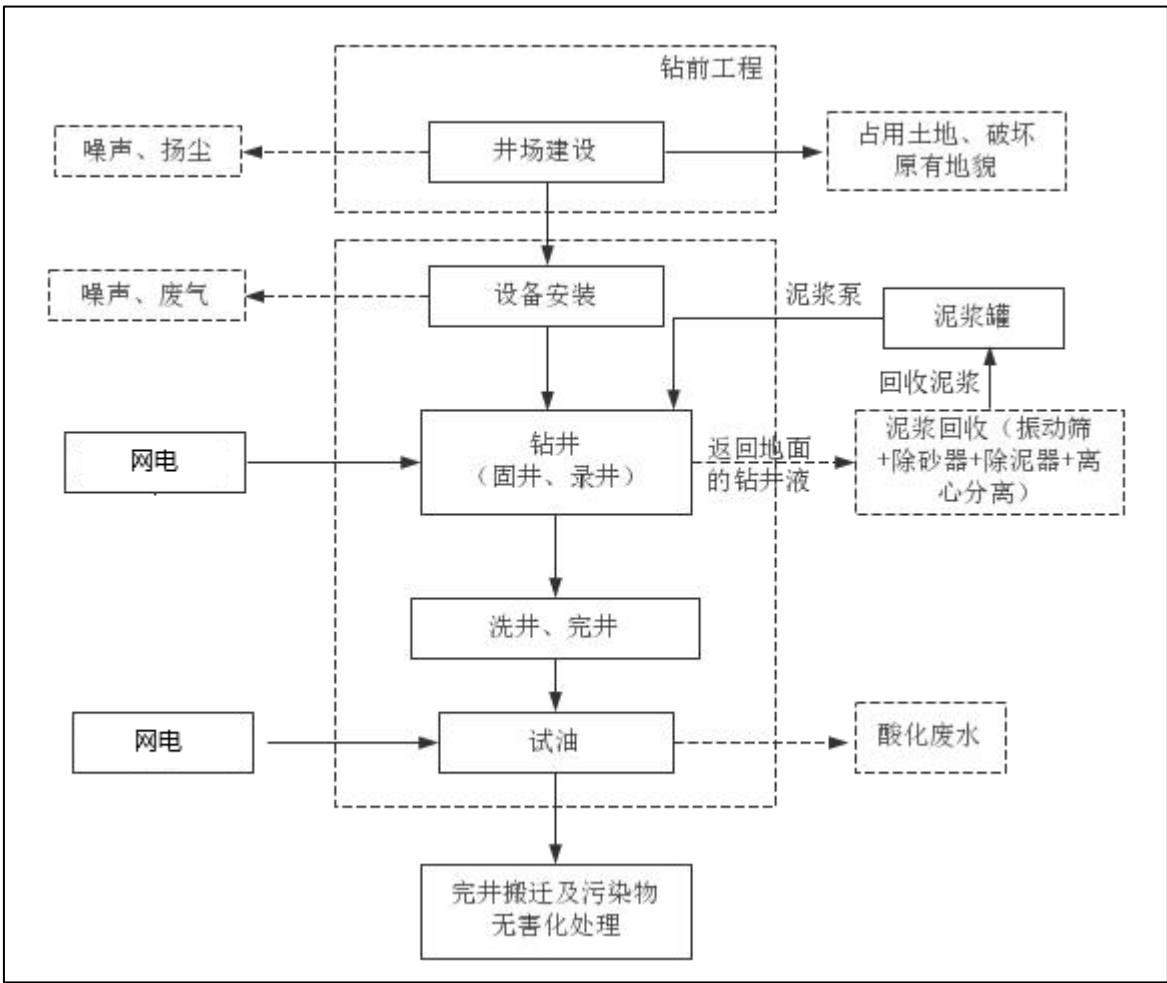 钻前工程
噪声、扬尘
井场建设
占用土地、破坏
原有地貌
噪声、废气
设备安装
泥浆泵
泥浆罐
回收泥浆
网电
钻井
（固井、录井）
返回地面
的钻井液
泥浆回收（振动筛
+除砂器+除泥器+离
心分离）
洗井、完井
网电
试油
酸化废水
完井搬迁及污染物
无害化处理